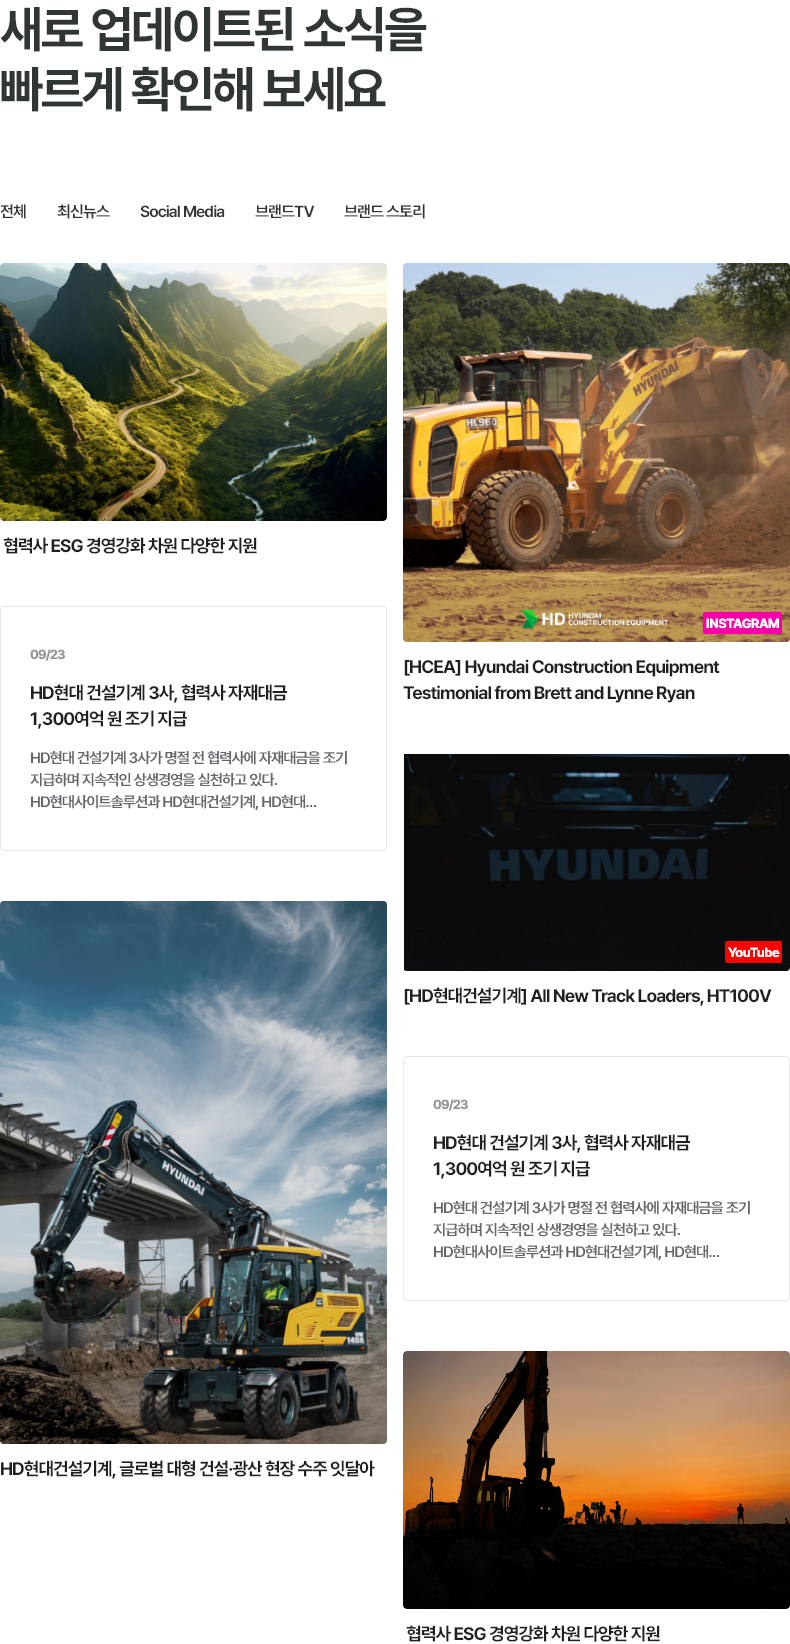 새로 업데이트된 소식을
빠르게 확인해 보세요
전체 최신뉴스 Social Media 브랜드TV 브랜드 스토리
협력사 ESG 경영강화 차원 다양한 지원
09/23
HD현대 건설기계 3사, 협력사 자재대금
1,300여억 원 조기 지급
HD현대 건설기계 3사가 명절 전 협력사에 자재대금을 조기
지급하며 지속적인 상생경영을 실천하고 있다.
HD현대사이트솔루션과 HD현대건설기계, HD현대...
HYUNDAI
140A
HD현대건설기계, 글로벌 대형 건설·광산 현장 수주 잇달아
HYUNDAI
HL960
HD HYUNDAI
CONSTRUCTION EQUIPMENT
INSTAGRAM
[HCEA] Hyundai Construction Equipment
Testimonial from Brett and Lynne Ryan
HYUNDAI
YouTube
[HD현대건설기계] All New Track Loaders, HT100V
09/23
HD현대 건설기계 3사, 협력사 자재대금
1,300여억 원 조기 지급
HD현대 건설기계 3사가 명절 전 협력사에 자재대금을 조기
지급하며 지속적인 상생경영을 실천하고 있다.
HD현대사이트솔루션과 HD현대건설기계, HD현대...
협력사 ESG 경영강화 차원 다양한 지원